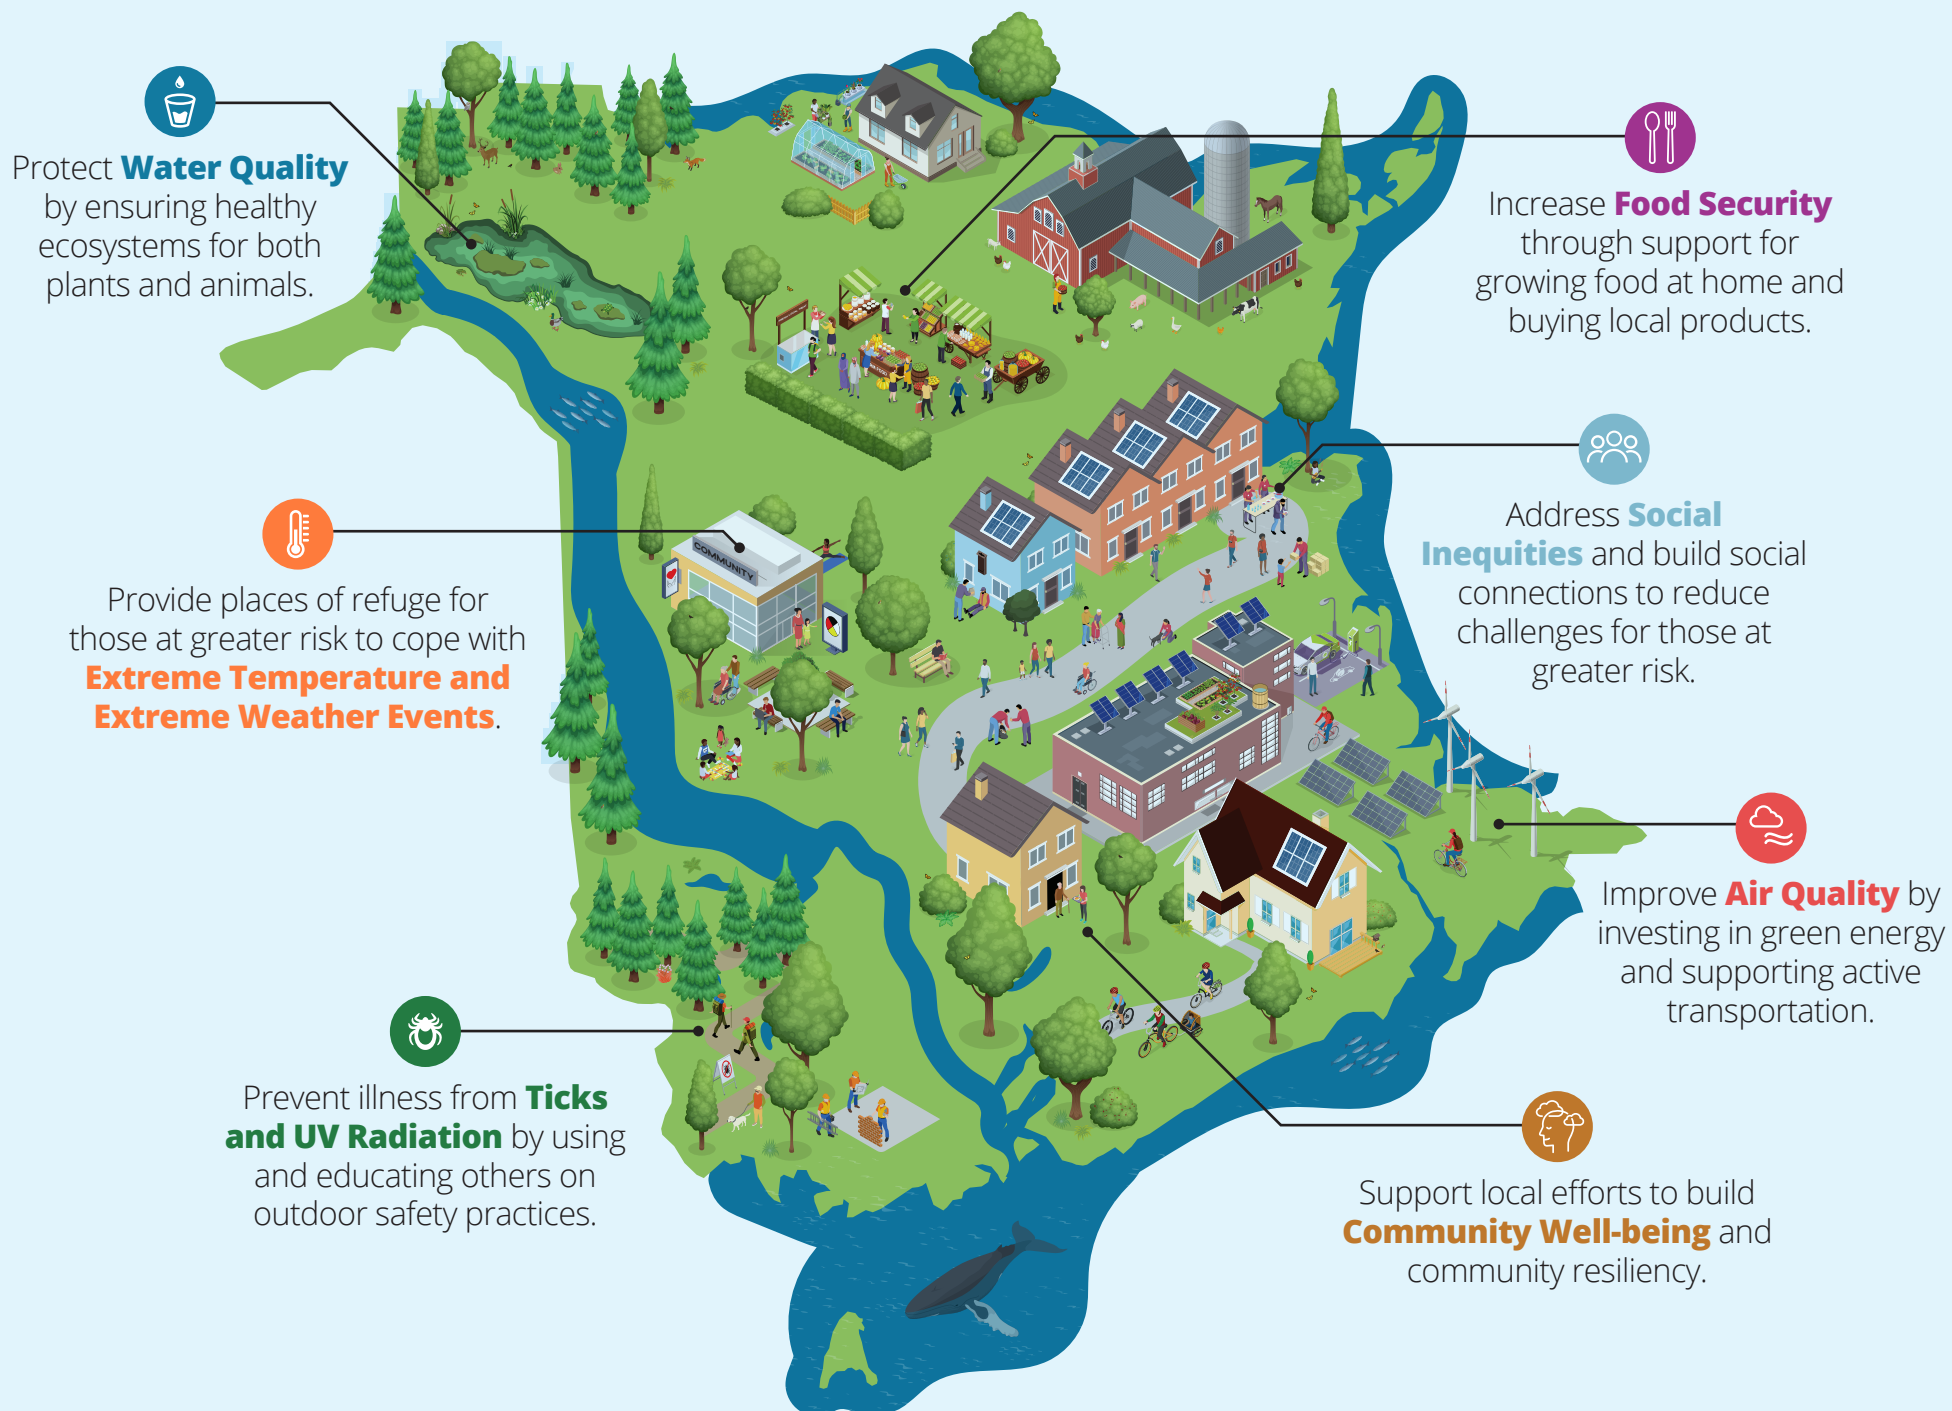 Protect Water Quality
by ensuring healthy
ecosystems for both
plants and animals.
Increase Food Security
through support for
growing food at home and
buying local products.
Address Social
Inequities and build social
connections to reduce
challenges for those at
greater risk.
COMMUNITY
Provide places of refuge for
those at greater risk to cope with
Extreme Temperature and
Extreme Weather Events.
Improve Air Quality by
investing in green energy
and supporting active
transportation.
Prevent illness from Ticks
and UV Radiation by using
and educating others on
outdoor safety practices.
Support local efforts to build
Community Well-being and
community resiliency.